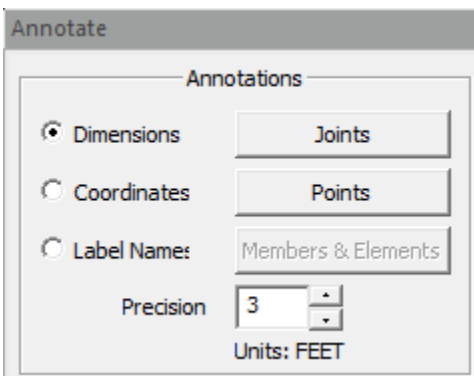 Annotate
Annotations
Dimensions Joints
Coordinates Points
Label Names Members & Elements
Precision 3
Units: FEET